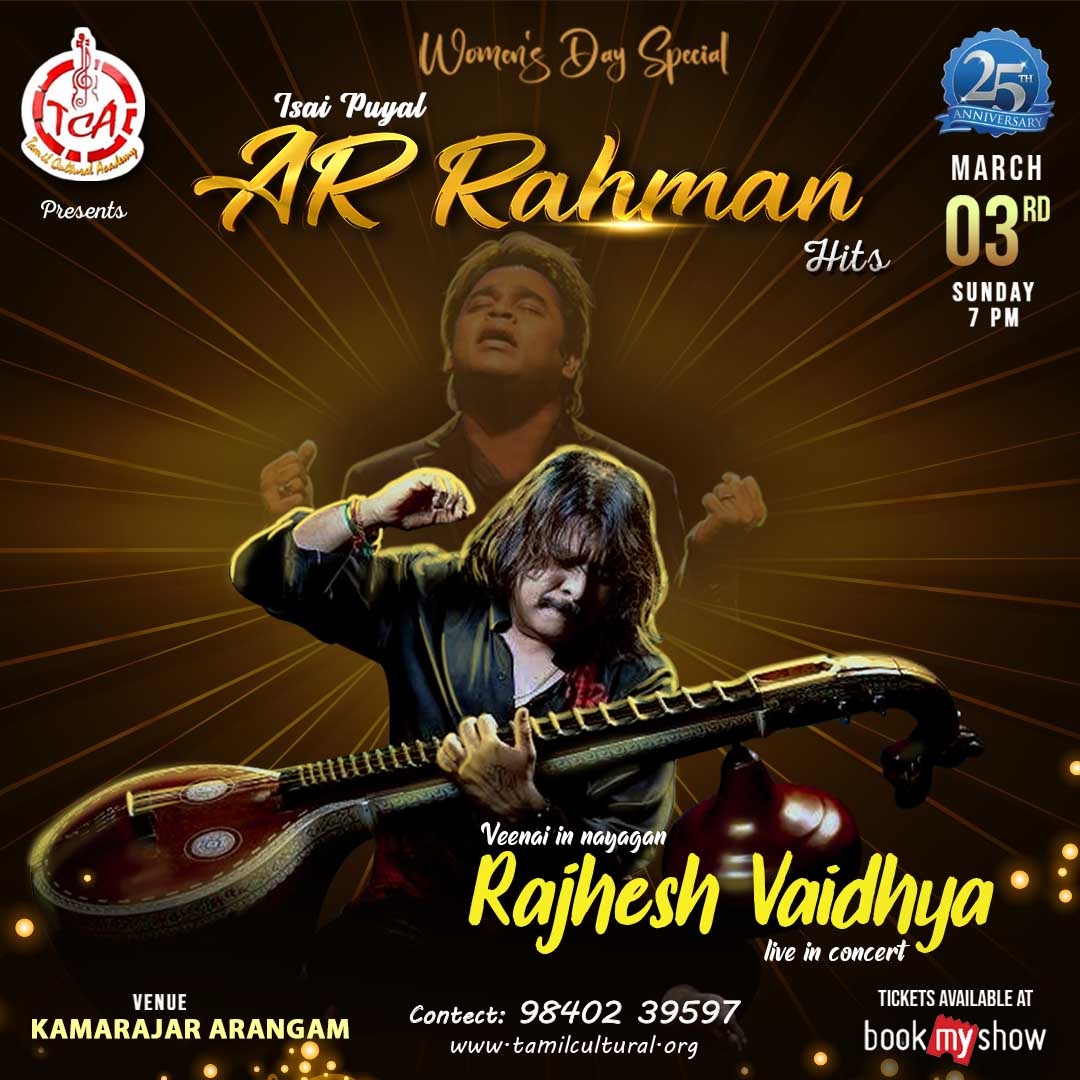 Women's Day Special
TCA
Tamil Cultural Academy
Presents
Isai Puyal
AR Rahman
Hits
25TH
ANNIVERSARY
MARCH
03RD
SUNDAY
7 PM
Veenai in nayagan
Rajhesh Vaidhya
live in concert
VENUE
KAMARAJAR ARANGAM
Contect: 98402 39597
www.tamilcultural.org
TICKETS AVAILABLE AT
book my show